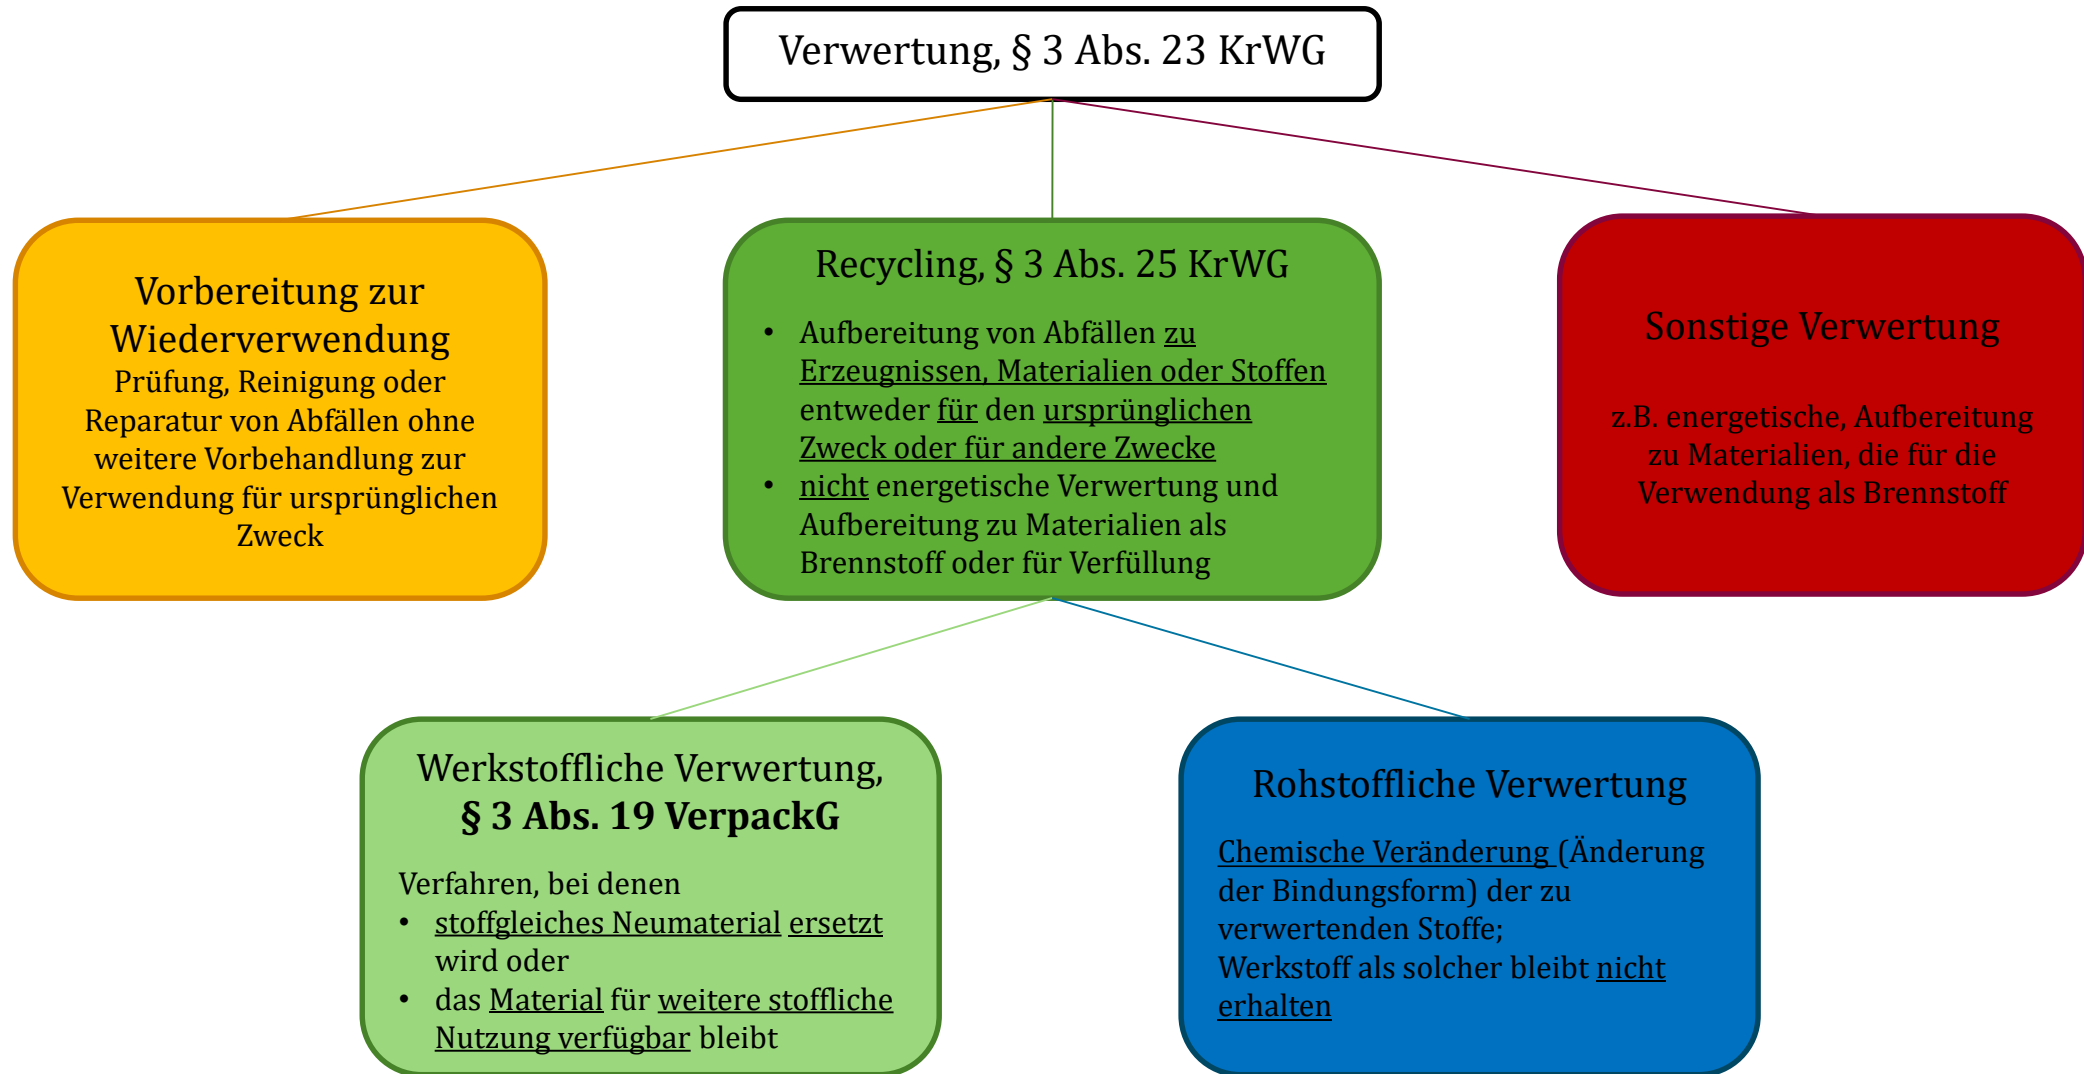 Verwertung, § 3 Abs. 23 KrWG
Vorbereitung zur
Wiederverwendung
Prüfung, Reinigung oder
Reparatur von Abfällen ohne
weitere Vorbehandlung zur
Verwendung für ursprünglichen
Zweck
Recycling, § 3 Abs. 25 KrWG
• Aufbereitung von Abfällen zu
Erzeugnissen, Materialien oder Stoffen
entweder für den ursprünglichen
Zweck oder für andere Zwecke
• nicht energetische Verwertung und
Aufbereitung zu Materialien als
Brennstoff oder für Verfüllung
Sonstige Verwertung
z.B. energetische, Aufbereitung
zu Materialien, die für die
Verwendung als Brennstoff
Werkstoffliche Verwertung,
§ 3 Abs. 19 VerpackG
Verfahren, bei denen
• stoffgleiches Neumaterial ersetzt
wird oder
• das Material für weitere stoffliche
Nutzung verfügbar bleibt
Rohstoffliche Verwertung
Chemische Veränderung (Änderung
der Bindungsform) der zu
verwertenden Stoffe;
Werkstoff als solcher bleibt nicht
erhalten